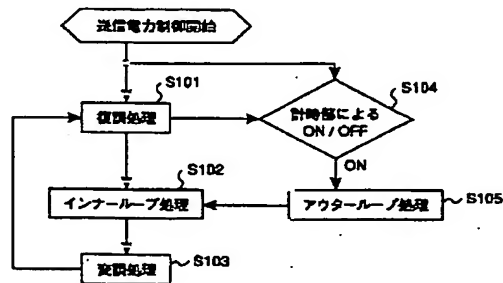 送信電力制御開始
S101
復調処理
S104
計時部による
ON / OFF
ON
S102
インナーループ処理
アウターループ処理
S105
変調処理
S103